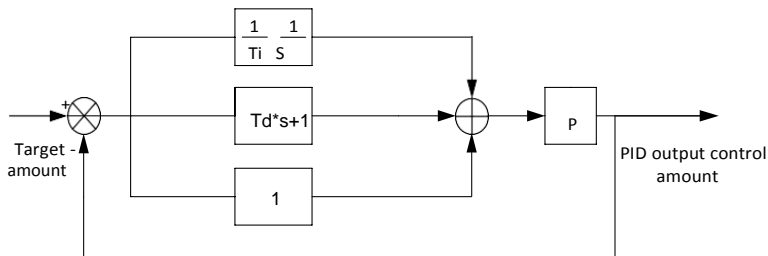 1 1
Ti S
+
Td*s+1
P
Target -
amount
PID output control
amount
1